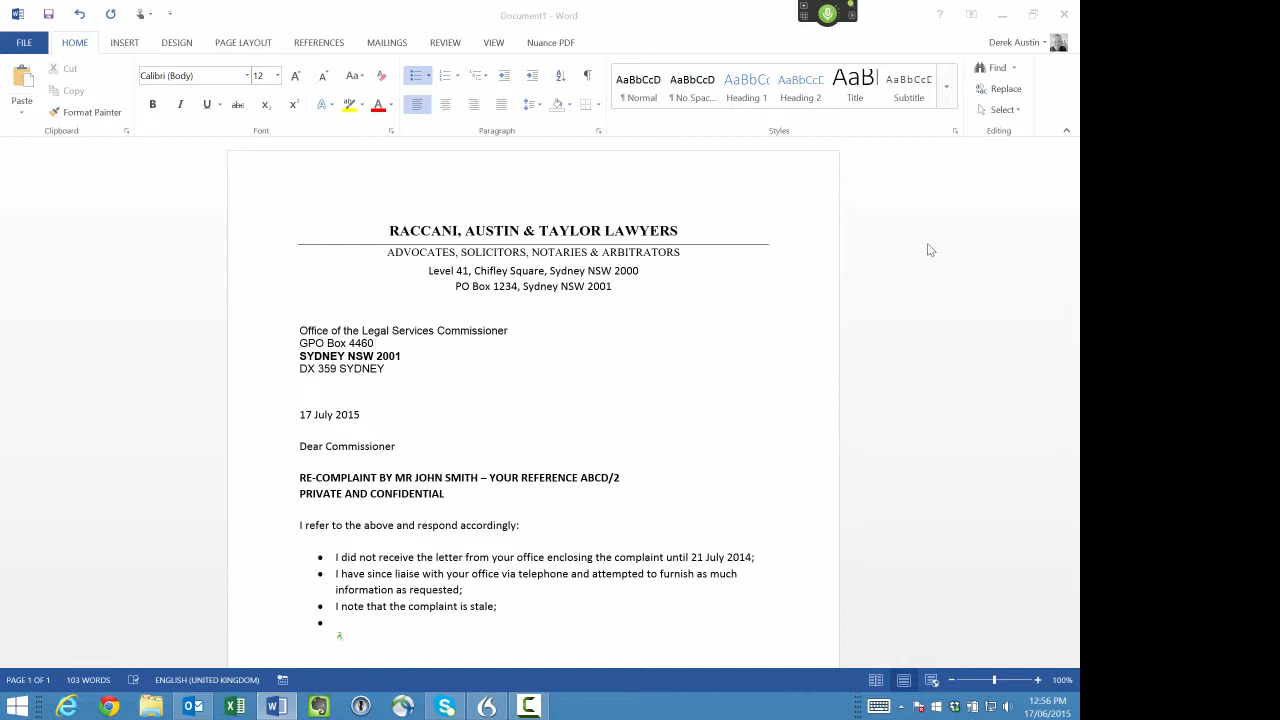 Document1 - Word
FILE HOME INSERT DESIGN PAGE LAYOUT REFERENCES MAILINGS REVIEW VIEW Nuance PDF Derek Austin
Paste
Cut
Copy
Format Painter
Clipboard
Calibri (Body) 12
Font
Paragraph
AaBbCcD AaBbCcD AaBbCc AaBbCcD AaB AaBbCcD
¶ Normal ¶ No Spac... Heading 1 Heading 2 Title Subtitle
Styles
Find
Replace
Select
Editing
RACCANI, AUSTIN & TAYLOR LAWYERS
ADVOCATES, SOLICITORS, NOTARIES & ARBITRATORS
Level 41, Chifley Square, Sydney NSW 2000
PO Box 1234, Sydney NSW 2001
Office of the Legal Services Commissioner
GPO Box 4460
SYDNEY NSW 2001
DX 359 SYDNEY
17 July 2015
Dear Commissioner
RE-COMPLAINT BY MR JOHN SMITH – YOUR REFERENCE ABCD/2
PRIVATE AND CONFIDENTIAL
I refer to the above and respond accordingly:
● I did not receive the letter from your office enclosing the complaint until 21 July 2014;
● I have since liaise with your office via telephone and attempted to furnish as much
information as requested;
● I note that the complaint is stale;
●
PAGE 1 OF 1 103 WORDS ENGLISH (UNITED KINGDOM) 100%
12:56 PM
17/06/2015